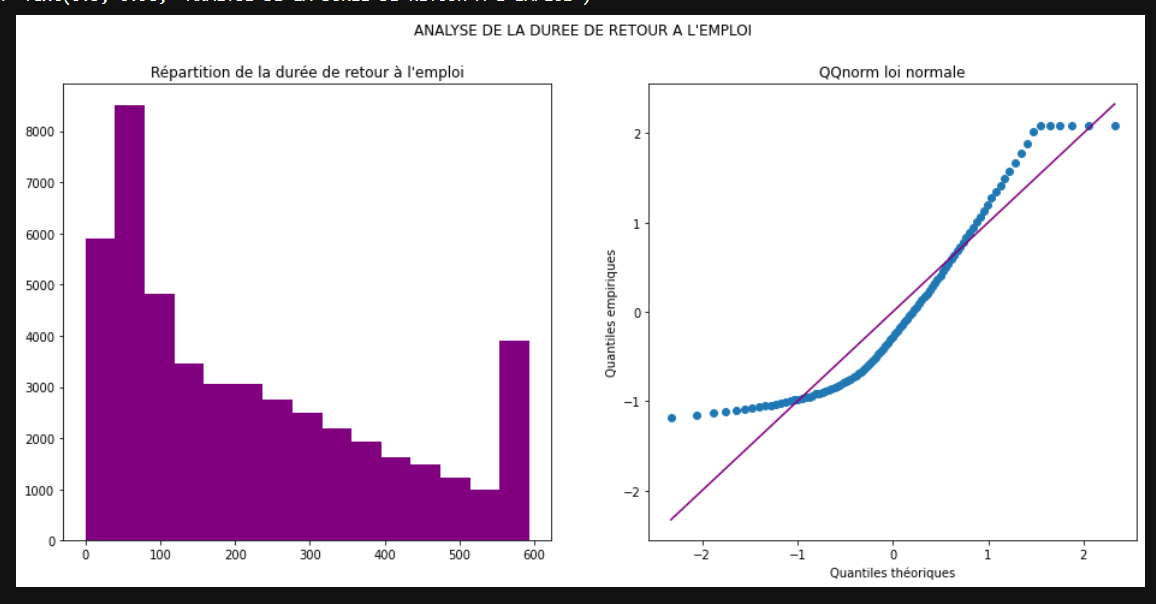 ANALYSE DE LA DUREE DE RETOUR A L'EMPLOI
Répartition de la durée de retour à l'emploi
8000
7000
6000
5000
4000
3000
2000
1000
0
0 100 200 300 400 500 600
QQnorm loi normale
Quantiles empiriques
2
1
0
−1
−2
−2 −1 0 1 2
Quantiles théoriques